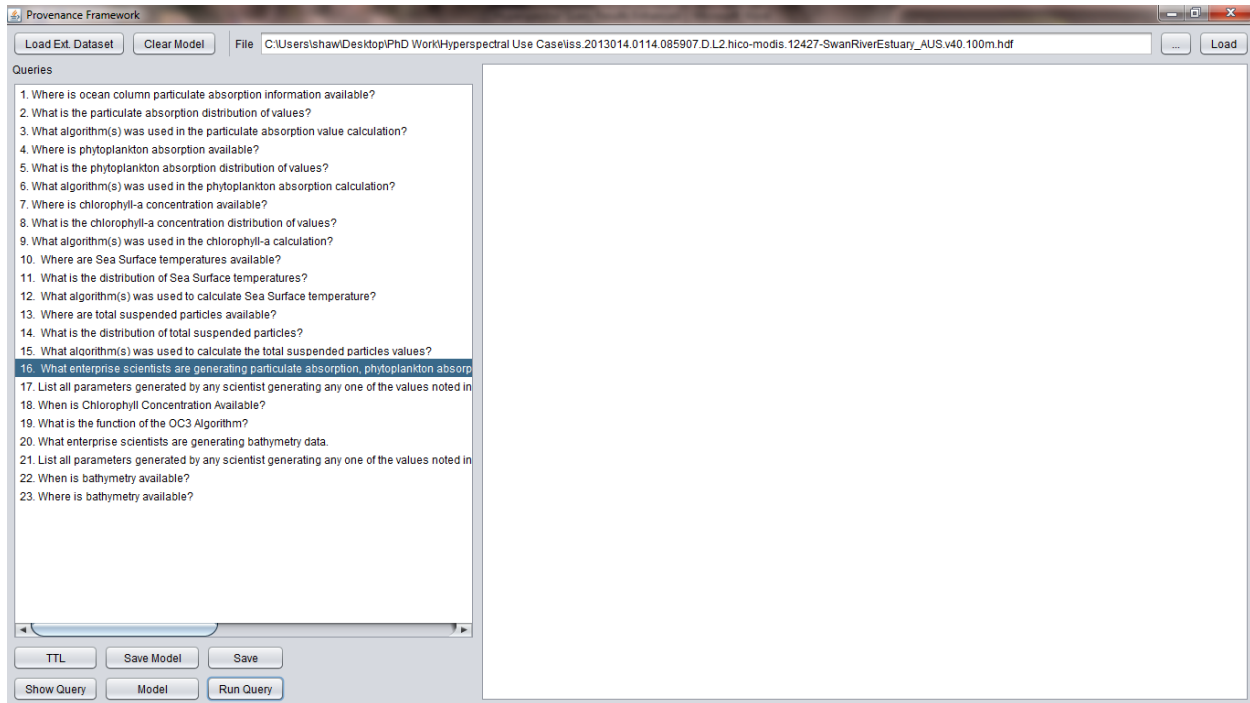 Provenance Framework
Load Ext. Dataset Clear Model File C:\Users\shaw\Desktop\PhD Work\Hyperspectral Use Case\iss.2013014.0114.085907.D.L2.hico-modis.12427-SwanRiverEstuary_AUS.v40.100m.hdf ... Load
Queries
1. Where is ocean column particulate absorption information available?
2. What is the particulate absorption distribution of values?
3. What algorithm(s) was used in the particulate absorption value calculation?
4. Where is phytoplankton absorption available?
5. What is the phytoplankton absorption distribution of values?
6. What algorithm(s) was used in the phytoplankton absorption calculation?
7. Where is chlorophyll-a concentration available?
8. What is the chlorophyll-a concentration distribution of values?
9. What algorithm(s) was used in the chlorophyll-a calculation?
10. Where are Sea Surface temperatures available?
11. What is the distribution of Sea Surface temperatures?
12. What algorithm(s) was used to calculate Sea Surface temperature?
13. Where are total suspended particles available?
14. What is the distribution of total suspended particles?
15. What algorithm(s) was used to calculate the total suspended particles values?
16. What enterprise scientists are generating particulate absorption, phytoplankton absorp
17. List all parameters generated by any scientist generating any one of the values noted in
18. When is Chlorophyll Concentration Available?
19. What is the function of the OC3 Algorithm?
20. What enterprise scientists are generating bathymetry data.
21. List all parameters generated by any scientist generating any one of the values noted in
22. When is bathymetry available?
23. Where is bathymetry available?
TTL Save Model Save
Show Query Model Run Query